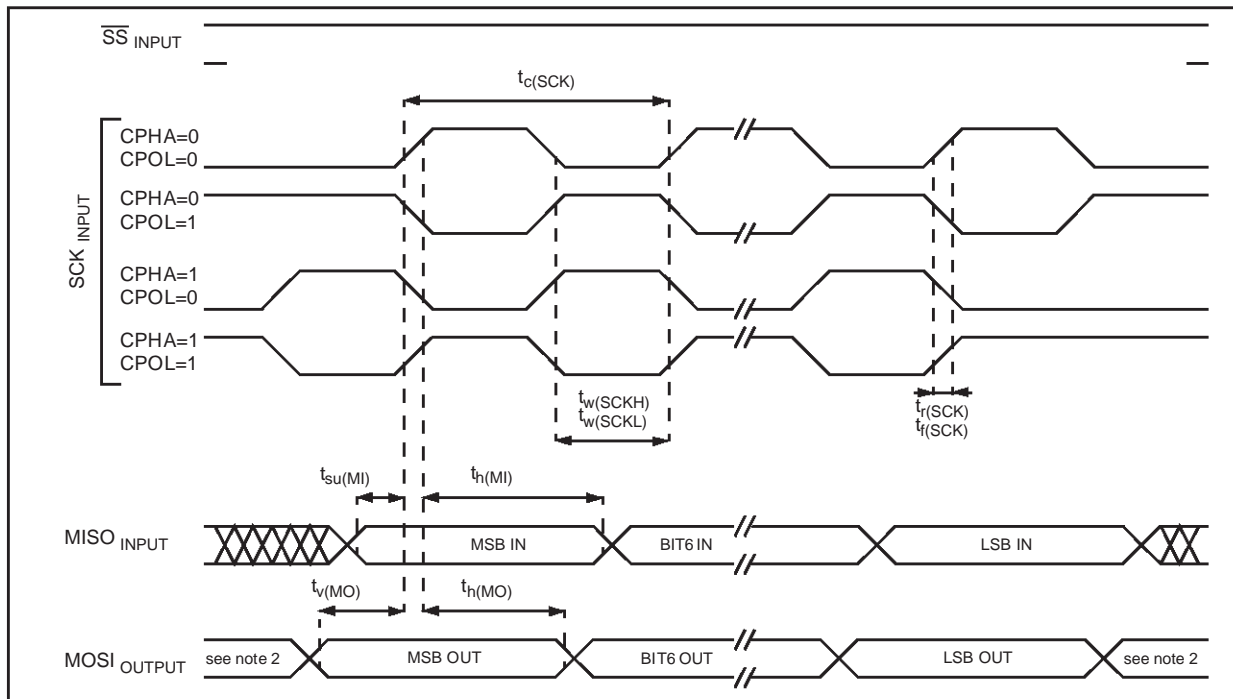 SS INPUT
tc(SCK)
SCK INPUT
CPHA=0
CPOL=0
CPHA=0
CPOL=1
CPHA=1
CPOL=0
CPHA=1
CPOL=1
tw(SCKH)
tw(SCKL)
tr(SCK)
tf(SCK)
tsu(MI)
th(MI)
MISO INPUT
MSB IN
BIT6 IN
LSB IN
tv(MO)
th(MO)
MOSI OUTPUT
see note 2
MSB OUT
BIT6 OUT
LSB OUT
see note 2